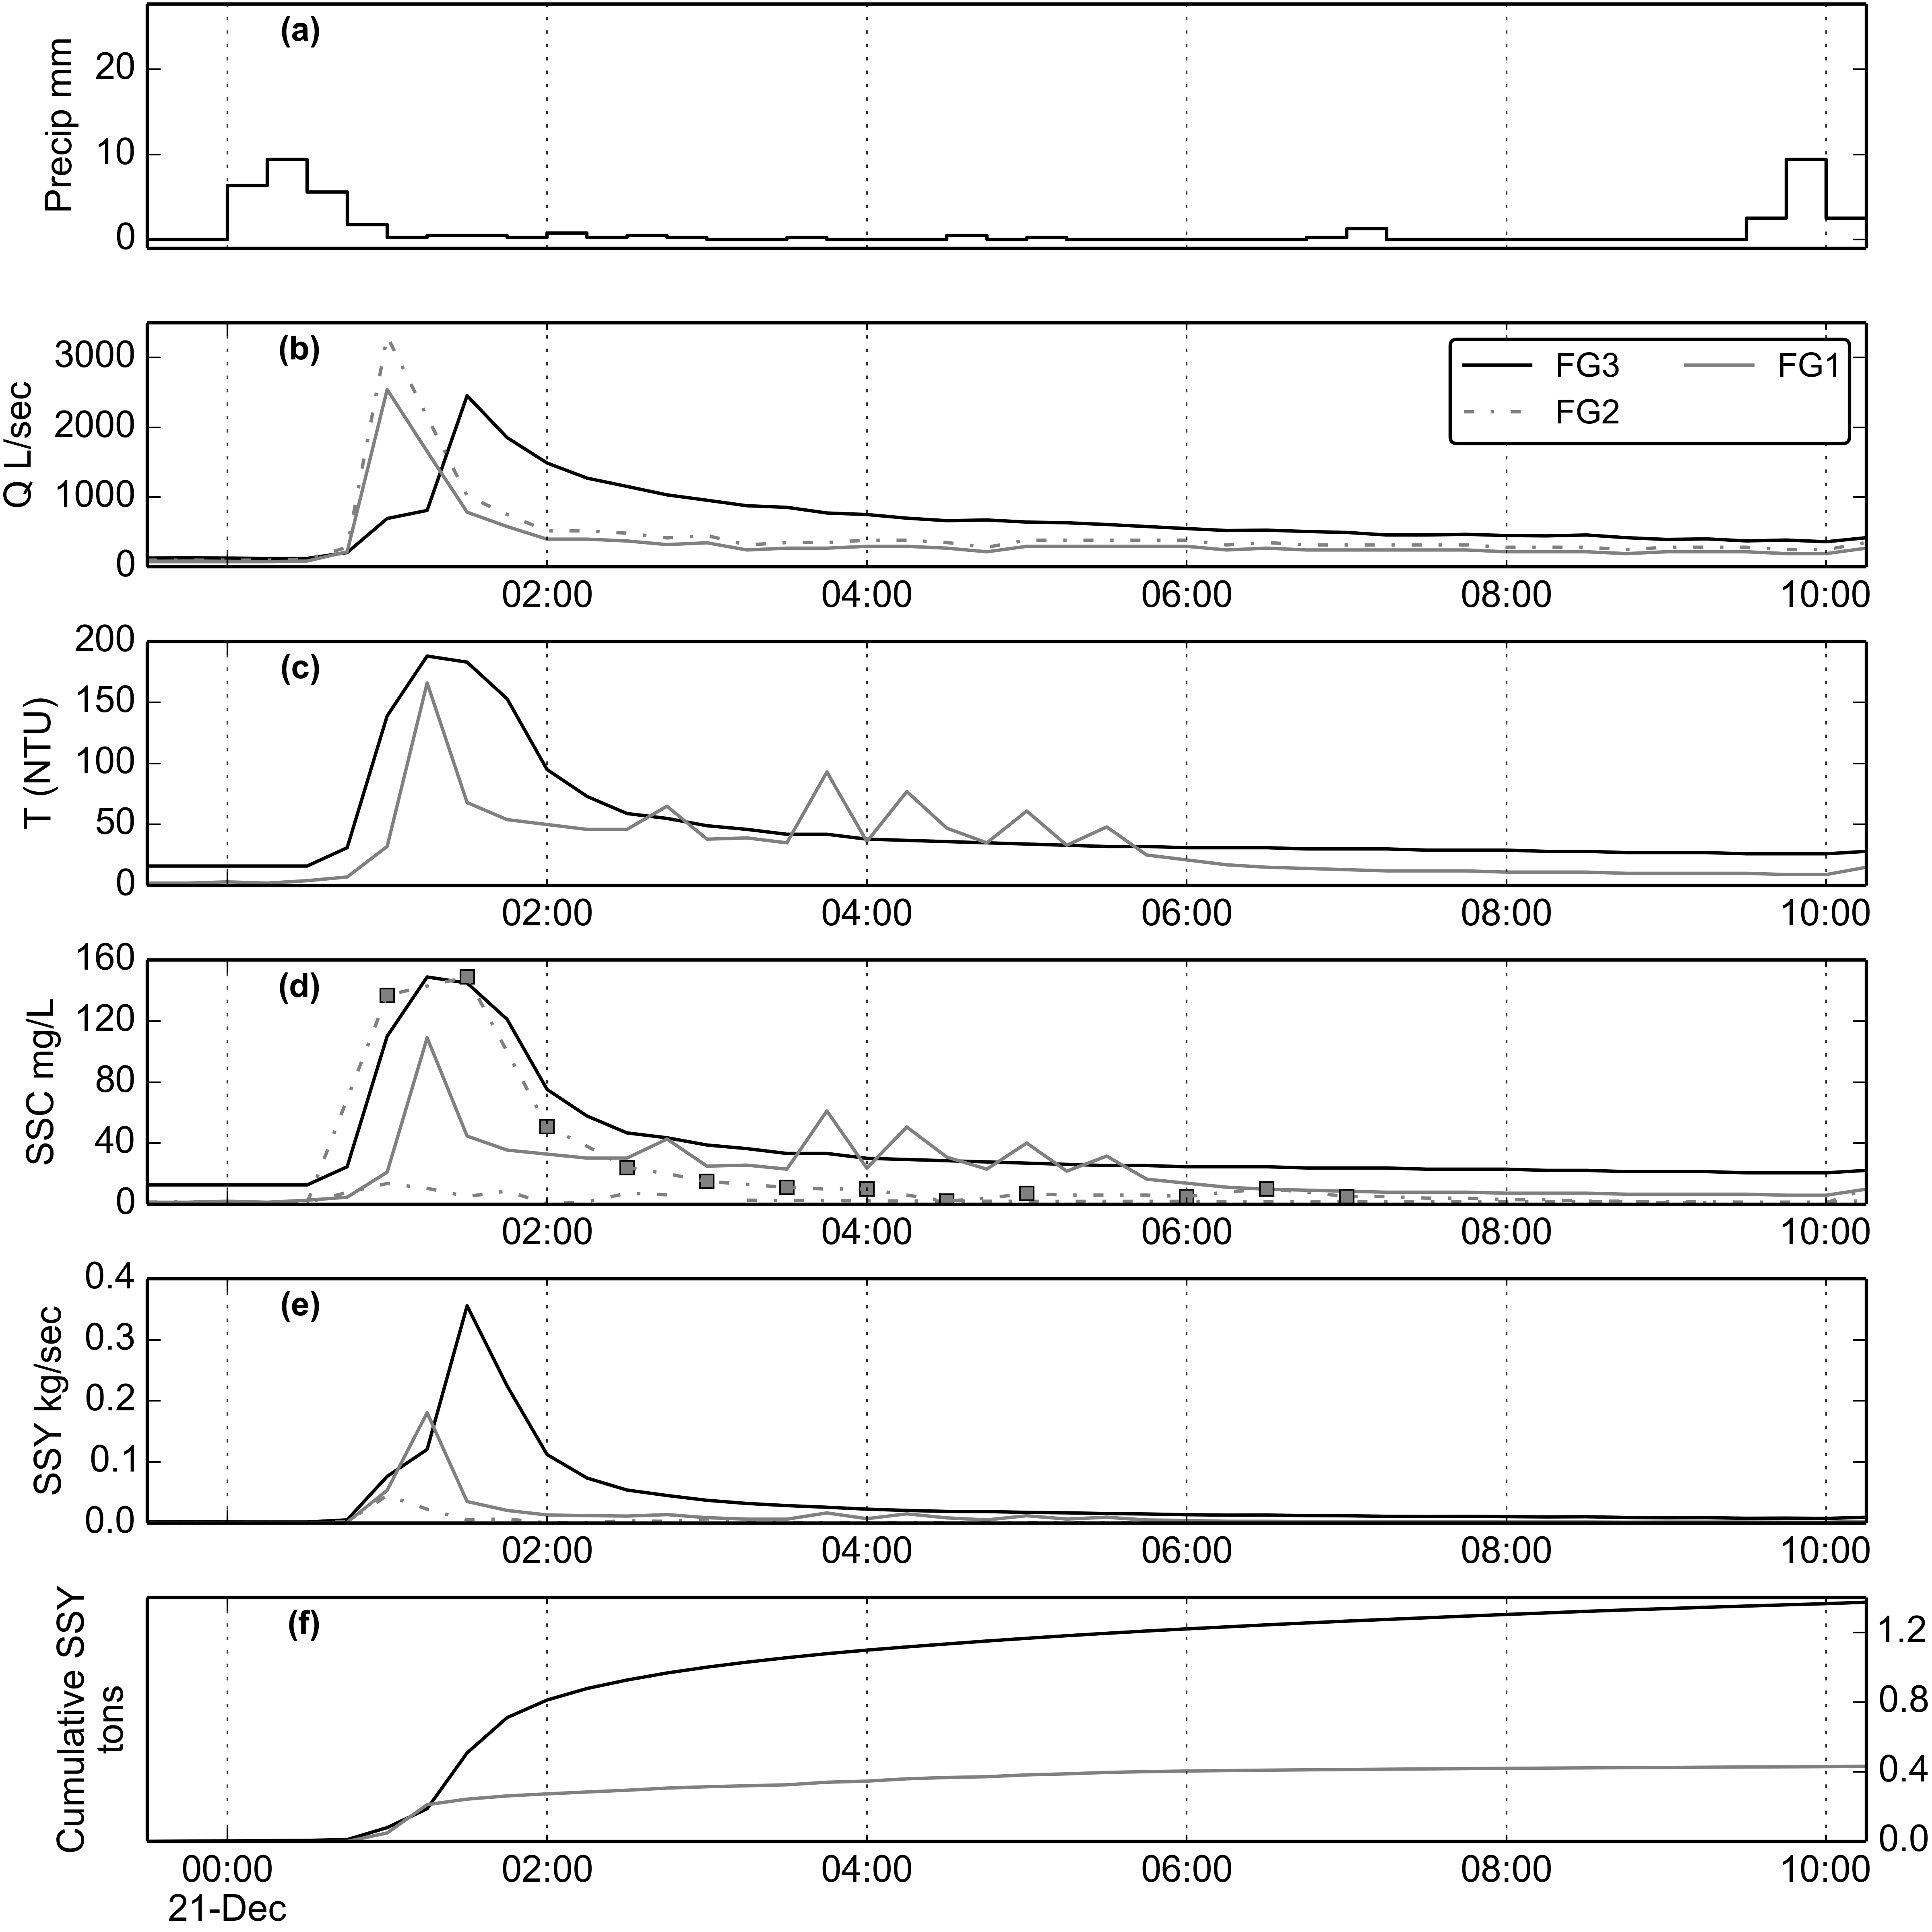 (a)
Precip mm
20
10
0
(b)
Q L/sec
3000
2000
1000
0
FG3 FG1
FG2
02:00 04:00 06:00 08:00 10:00
(c)
T (NTU)
200
150
100
50
0
02:00 04:00 06:00 08:00 10:00
(d)
SSC mg/L
160
120
80
40
0
02:00 04:00 06:00 08:00 10:00
(e)
SSY kg/sec
0.4
0.3
0.2
0.1
0.0
02:00 04:00 06:00 08:00 10:00
(f)
Cumulative SSY
tons
1.2
0.8
0.4
0.0
00:00 02:00 04:00 06:00 08:00 10:00
21-Dec